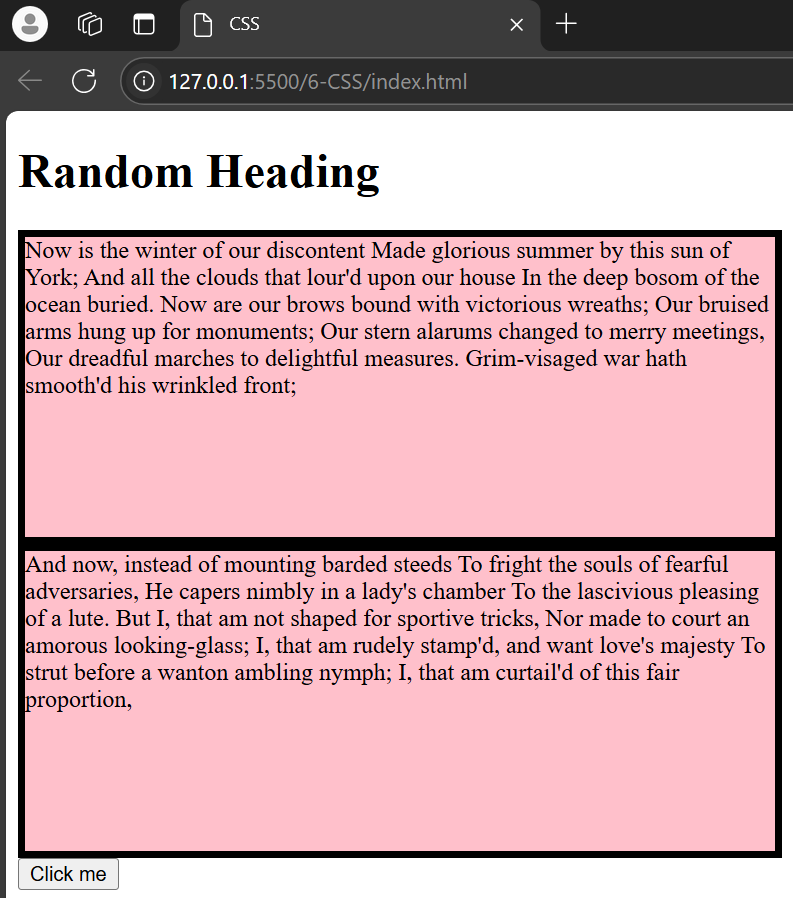 CSS
127.0.0.1:5500/6-CSS/index.html
Random Heading
Now is the winter of our discontent Made glorious summer by this sun of
York; And all the clouds that lour'd upon our house In the deep bosom of the
ocean buried. Now are our brows bound with victorious wreaths; Our bruised
arms hung up for monuments; Our stern alarums changed to merry meetings,
Our dreadful marches to delightful measures. Grim-visaged war hath
smooth'd his wrinkled front;
And now, instead of mounting barded steeds To fright the souls of fearful
adversaries, He capers nimbly in a lady's chamber To the lascivious pleasing
of a lute. But I, that am not shaped for sportive tricks, Nor made to court an
amorous looking-glass; I, that am rudely stamp'd, and want love's majesty To
strut before a wanton ambling nymph; I, that am curtail'd of this fair
proportion,
Click me